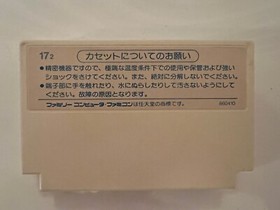 17₂
カセットについてのお願い
●精密機器ですので、極端な温度条件下での使用や保管および強い
ショックをさけてください。また、絶対に分解しないでください。
●端子部に手を触れたり、水にぬらしたりして汚さないようにして
ください。故障の原因となります。
ファミリー コンピュータ・ファミコンは任天堂の商標です。